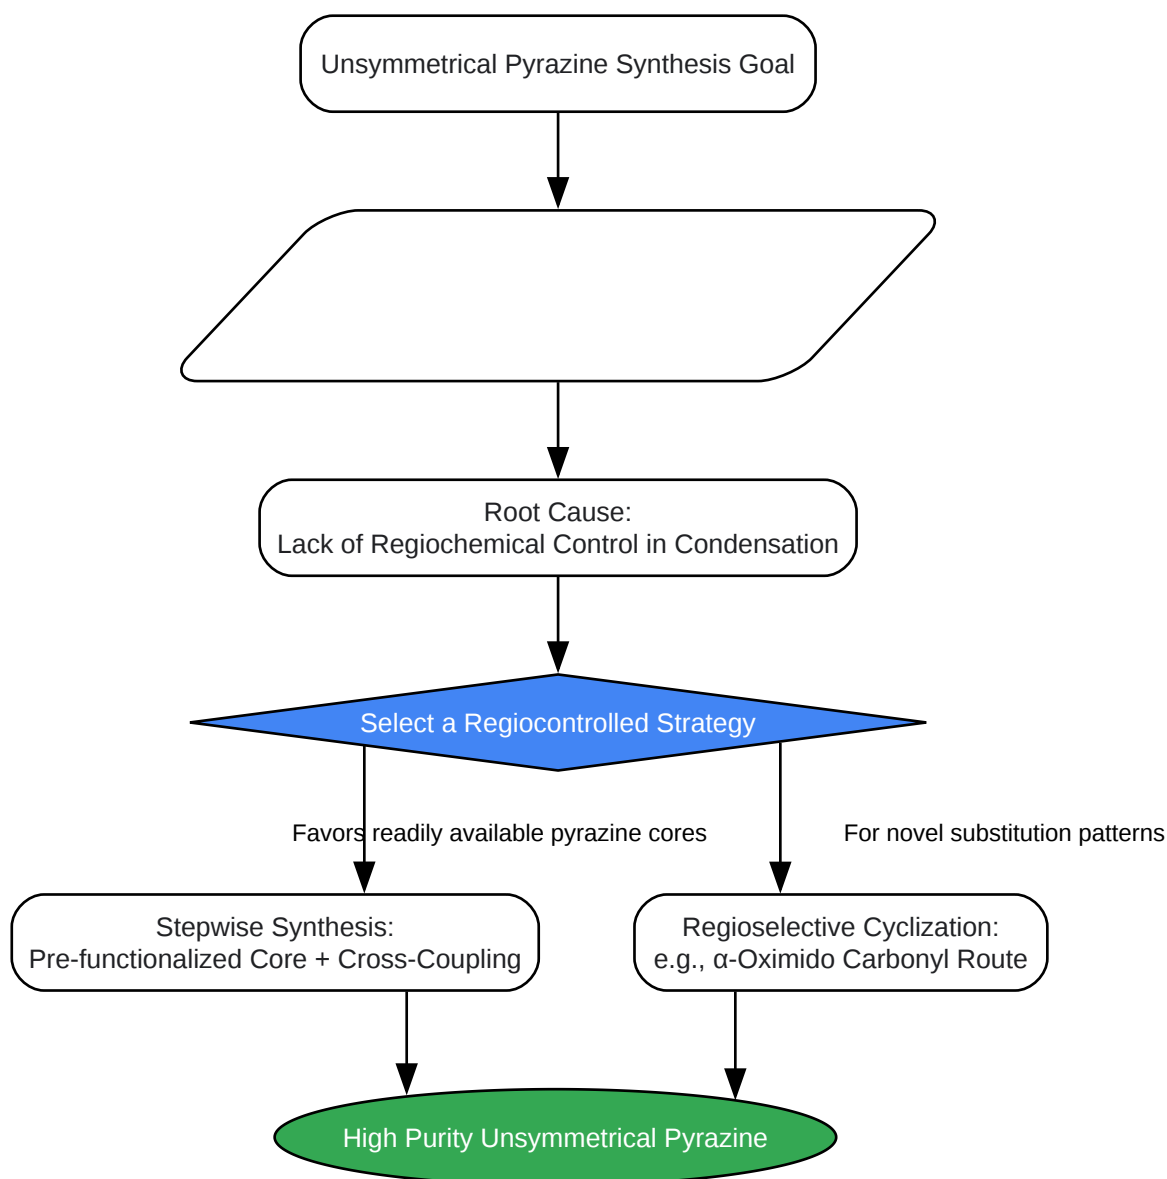 Unsymmetrical Pyrazine Synthesis Goal
Root Cause:
Lack of Regiochemical Control in Condensation
Select a Regiocontrolled Strategy
Favors readily available pyrazine cores
For novel substitution patterns
Stepwise Synthesis:
Pre-functionalized Core + Cross-Coupling
Regioselective Cyclization:
e.g., α-Oximido Carbonyl Route
High Purity Unsymmetrical Pyrazine